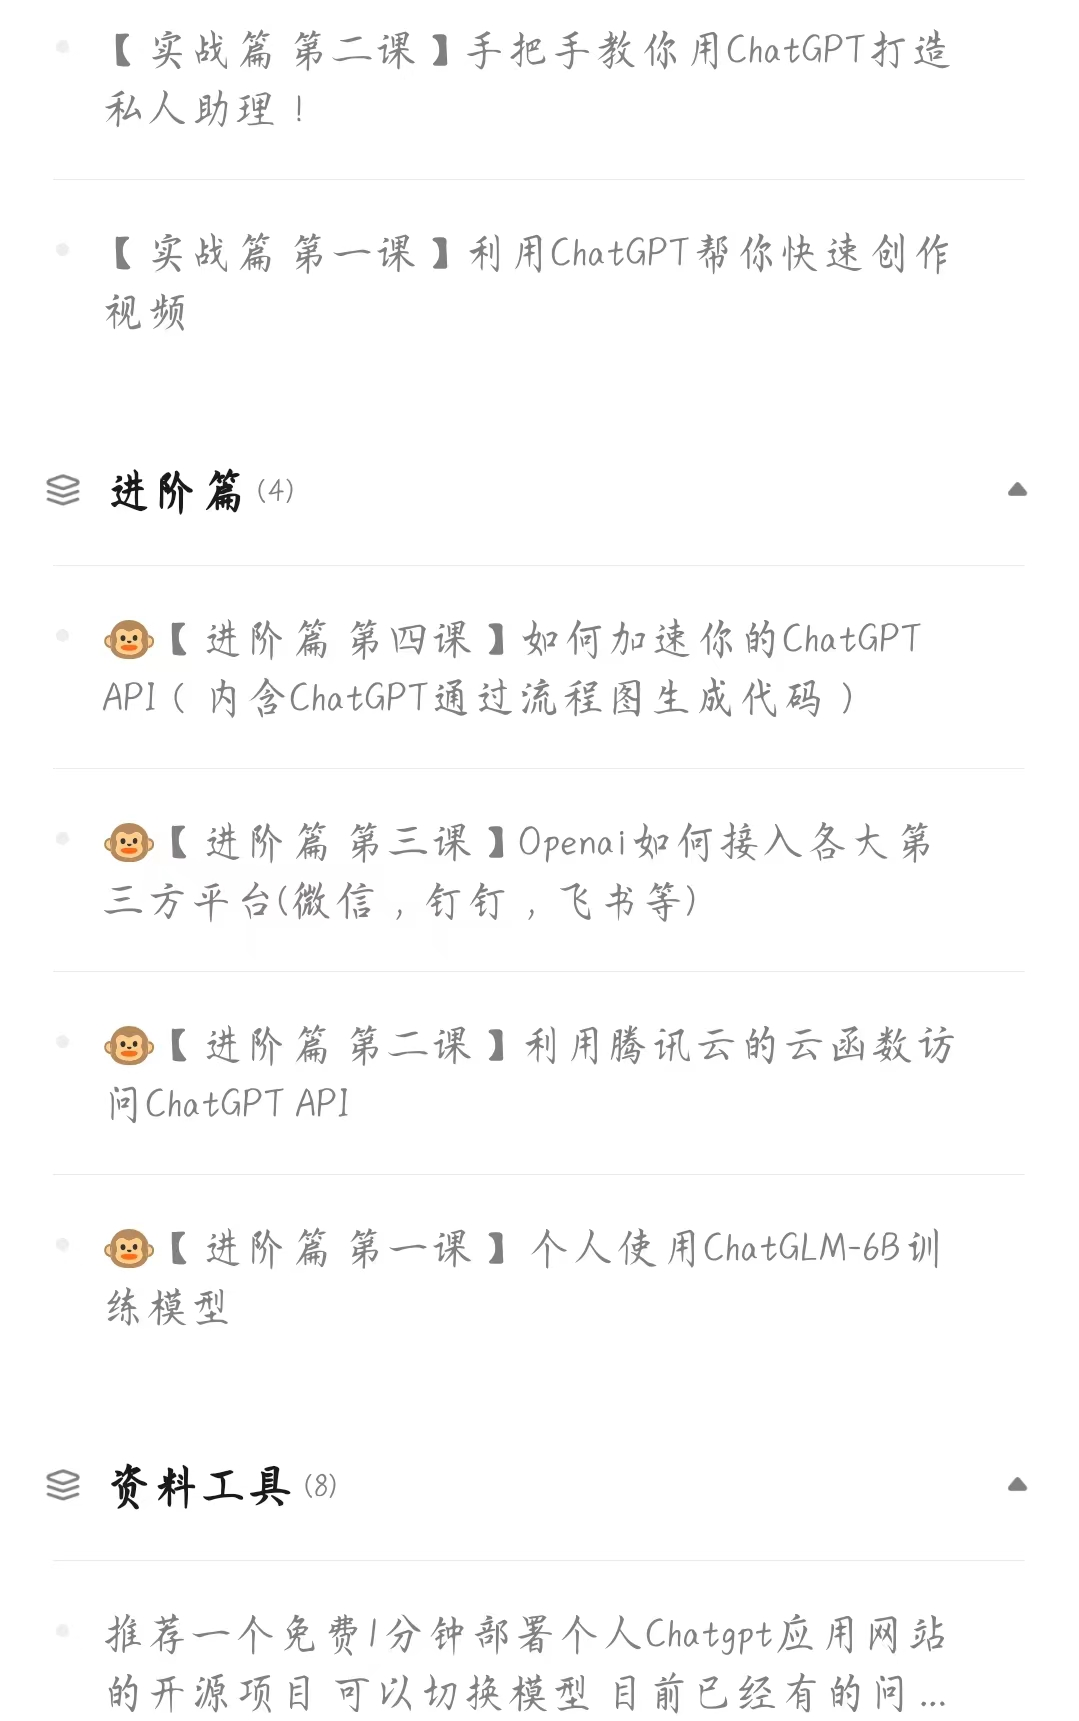 【实战篇 第二课】手把手教你用ChatGPT打造
私人助理！
【实战篇 第一课】利用ChatGPT帮你快速创作
视频
进阶篇 (4)
🐵【进阶篇 第四课】如何加速你的ChatGPT
API（内含ChatGPT通过流程图生成代码）
🐵【进阶篇 第三课】Openai如何接入各大第
三方平台(微信，钉钉，飞书等)
🐵【进阶篇 第二课】利用腾讯云的云函数访
问ChatGPT API
🐵【进阶篇 第一课】个人使用ChatGLM-6B训
练模型
资料工具 (8)
推荐一个免费1分钟部署个人Chatgpt应用网站
的开源项目 可以切换模型 目前已经有的问...